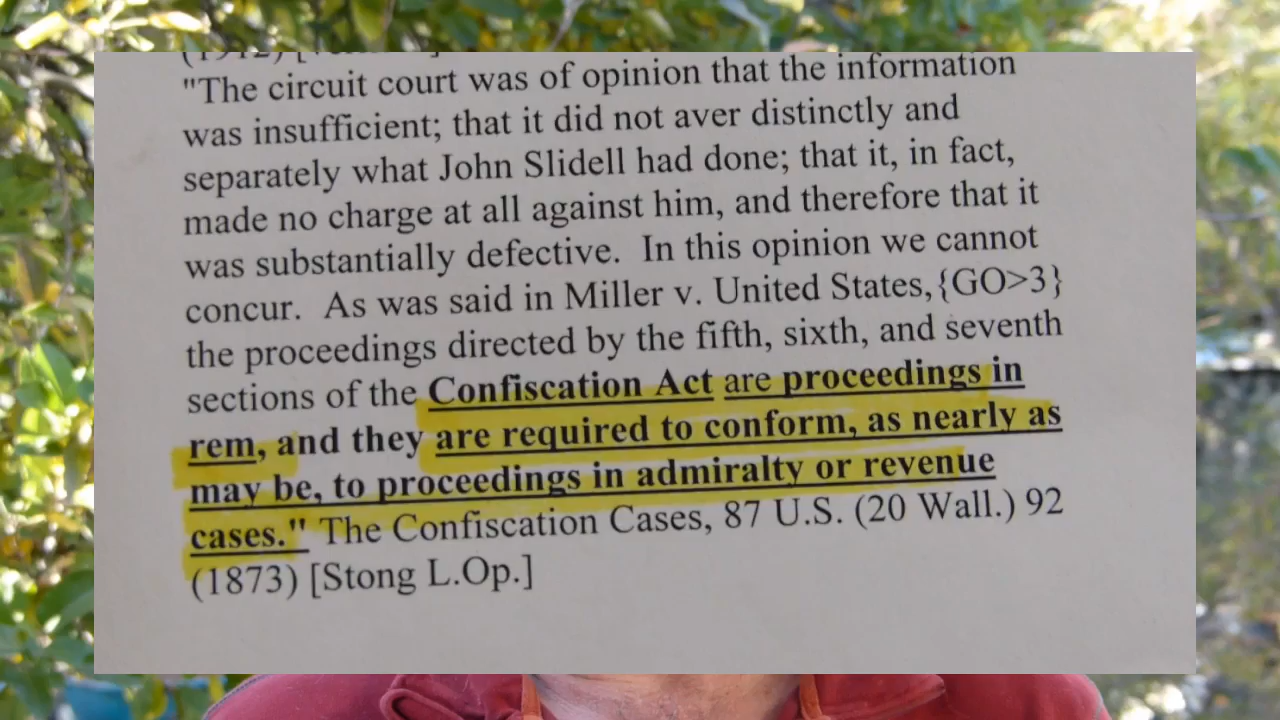 "The circuit court was of opinion that the information
was insufficient; that it did not aver distinctly and
separately what John Slidell had done; that it, in fact,
made no charge at all against him, and therefore that it
was substantially defective.  In this opinion we cannot
concur.  As was said in Miller v. United States,{GO>3}
the proceedings directed by the fifth, sixth, and seventh
sections of the Confiscation Act are proceedings in
rem, and they are required to conform, as nearly as
may be, to proceedings in admiralty or revenue
cases." The Confiscation Cases, 87 U.S. (20 Wall.) 92
(1873) [Stong L.Op.]